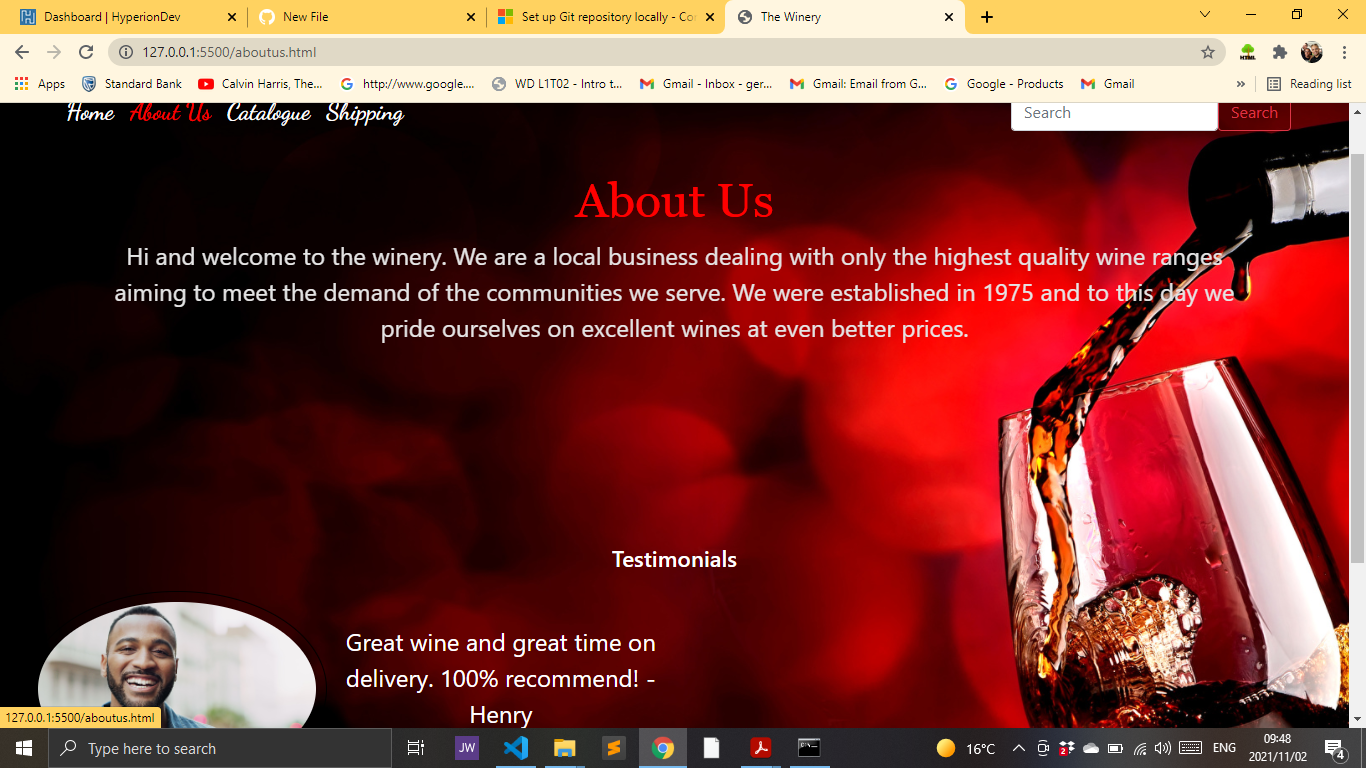 Dashboard | HyperionDev
New File
Set up Git repository locally - Co
The Winery
127.0.0.1:5500/aboutus.html
Apps
Standard Bank
Calvin Harris, The...
http://www.google....
WD L1T02 - Intro t...
Gmail - Inbox - ger...
Gmail: Email from G...
Google - Products
Gmail
»
Reading list
Home About Us Catalogue Shipping
Search
Search
About Us
Hi and welcome to the winery. We are a local business dealing with only the highest quality wine ranges
aiming to meet the demand of the communities we serve. We were established in 1975 and to this day we
pride ourselves on excellent wines at even better prices.
Testimonials
Great wine and great time on
delivery. 100% recommend! -
Henry
127.0.0.1:5500/aboutus.html
Type here to search
JW
16°C
2
ENG
09:48
2021/11/02
4